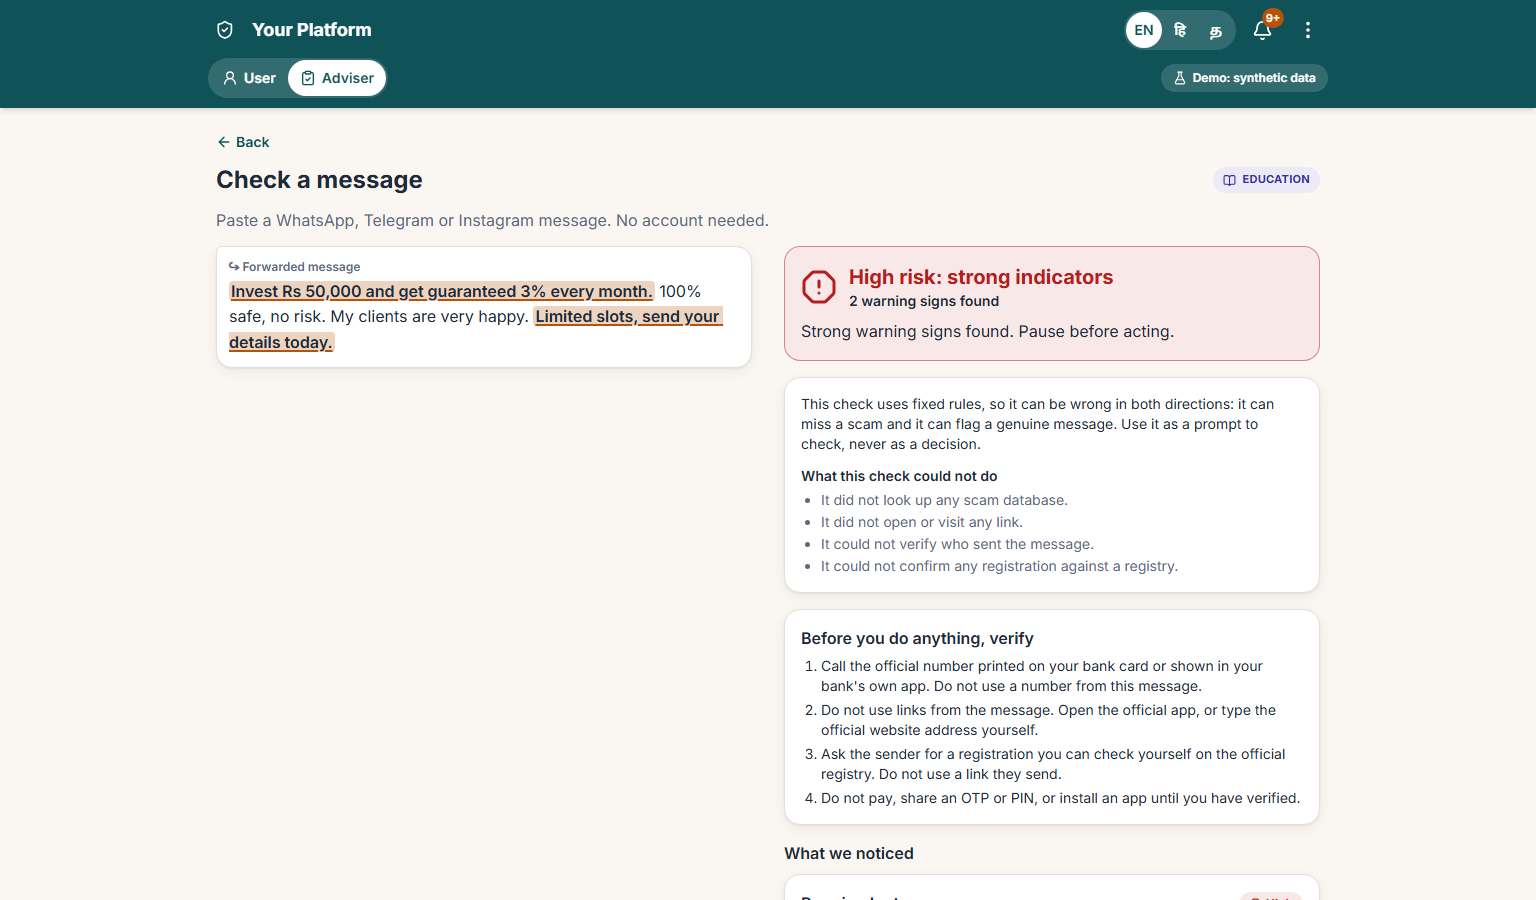 Your Platform
EN हि த 9+
User Adviser
Demo: synthetic data
Back
Check a message
EDUCATION
Paste a WhatsApp, Telegram or Instagram message. No account needed.
Forwarded message
Invest Rs 50,000 and get guaranteed 3% every month. 100%
safe, no risk. My clients are very happy. Limited slots, send your
details today.
High risk: strong indicators
2 warning signs found
Strong warning signs found. Pause before acting.
This check uses fixed rules, so it can be wrong in both directions: it can
miss a scam and it can flag a genuine message. Use it as a prompt to
check, never as a decision.
What this check could not do
• It did not look up any scam database.
• It did not open or visit any link.
• It could not verify who sent the message.
• It could not confirm any registration against a registry.
Before you do anything, verify
1. Call the official number printed on your bank card or shown in your
bank's own app. Do not use a number from this message.
2. Do not use links from the message. Open the official app, or type the
official website address yourself.
3. Ask the sender for a registration you can check yourself on the official
registry. Do not use a link they send.
4. Do not pay, share an OTP or PIN, or install an app until you have verified.
What we noticed